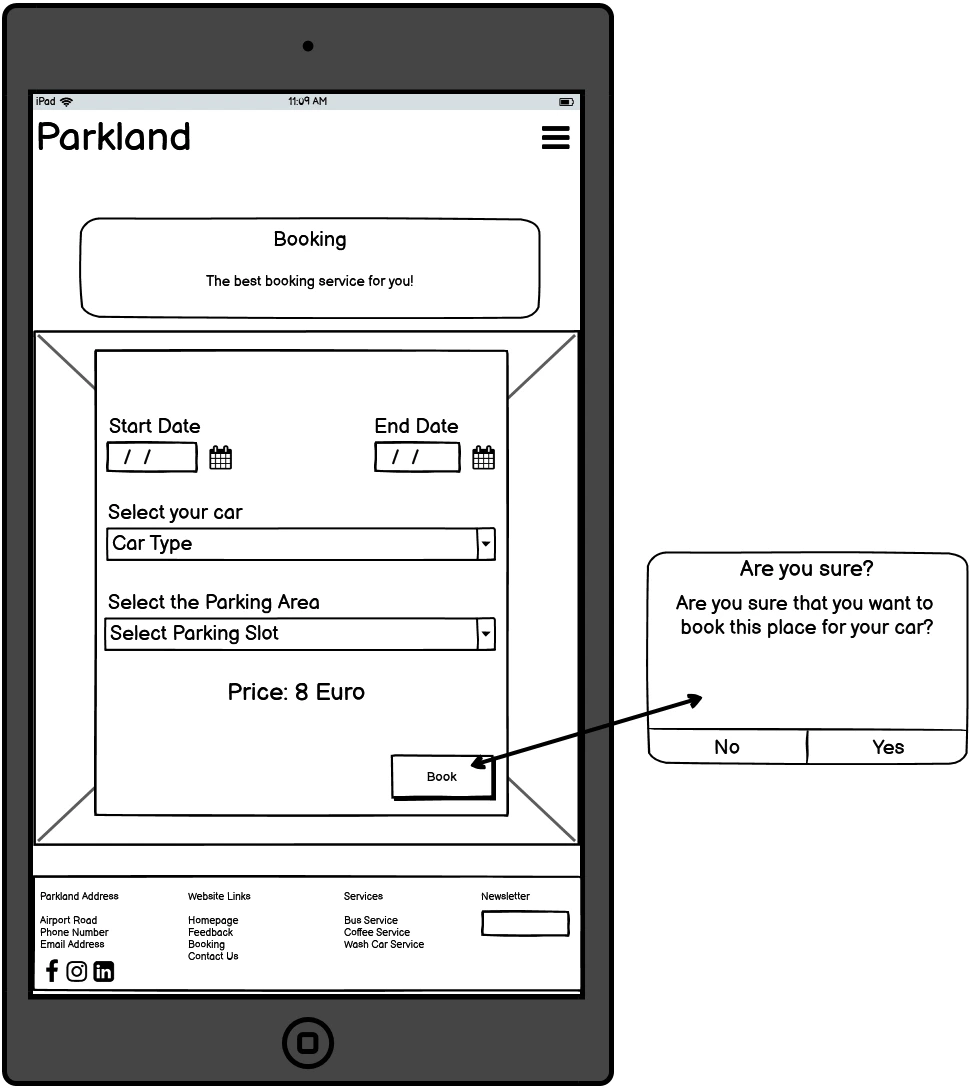 iPad
11:09 AM
Parkland
Booking
The best booking service for you!
Start Date
End Date
/ /
/ /
Select your car
Car Type
Select the Parking Area
Select Parking Slot
Price: 8 Euro
Book
Are you sure?
Are you sure that you want to
book this place for your car?
No
Yes
Parkland Address
Airport Road
Phone Number
Email Address
Website Links
Homepage
Feedback
Booking
Contact Us
Services
Bus Service
Coffee Service
Wash Car Service
Newsletter